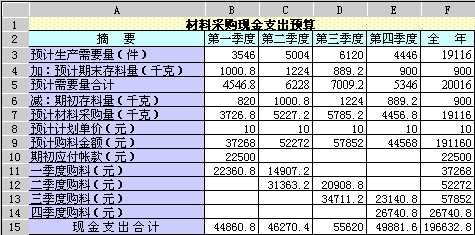 A B C D E F
1 材料采购现金支出预算
2 摘 要 第一季度 第二季度 第三季度 第四季度 全 年
3 预计生产需要量（件） 3546 5004 6120 4446 19116
4 加：预计期末存料量（千克） 1000.8 1224 889.2 900 900
5 预计需要量合计 4546.8 6228 7009.2 5346 20016
6 减：期初存料量（千克） 820 1000.8 1224 889.2 900
7 预计材料采购量（千克） 3726.8 5227.2 5785.2 4456.8 19116
8 预计计划单价（元） 10 10 10 10 10
9 预计购料金额（元） 37268 52272 57852 44568 191160
10 期初应付帐款（元） 22500 22500
11 一季度购料（元） 22360.8 14907.2 37268
12 二季度购料（元） 31363.2 20908.8 52272
13 三季度购料（元） 34711.2 23140.8 57852
14 四季度购料（元） 26740.8 26740.8
15 现金支出合计 44860.8 46270.4 55620 49881.6 196632.8